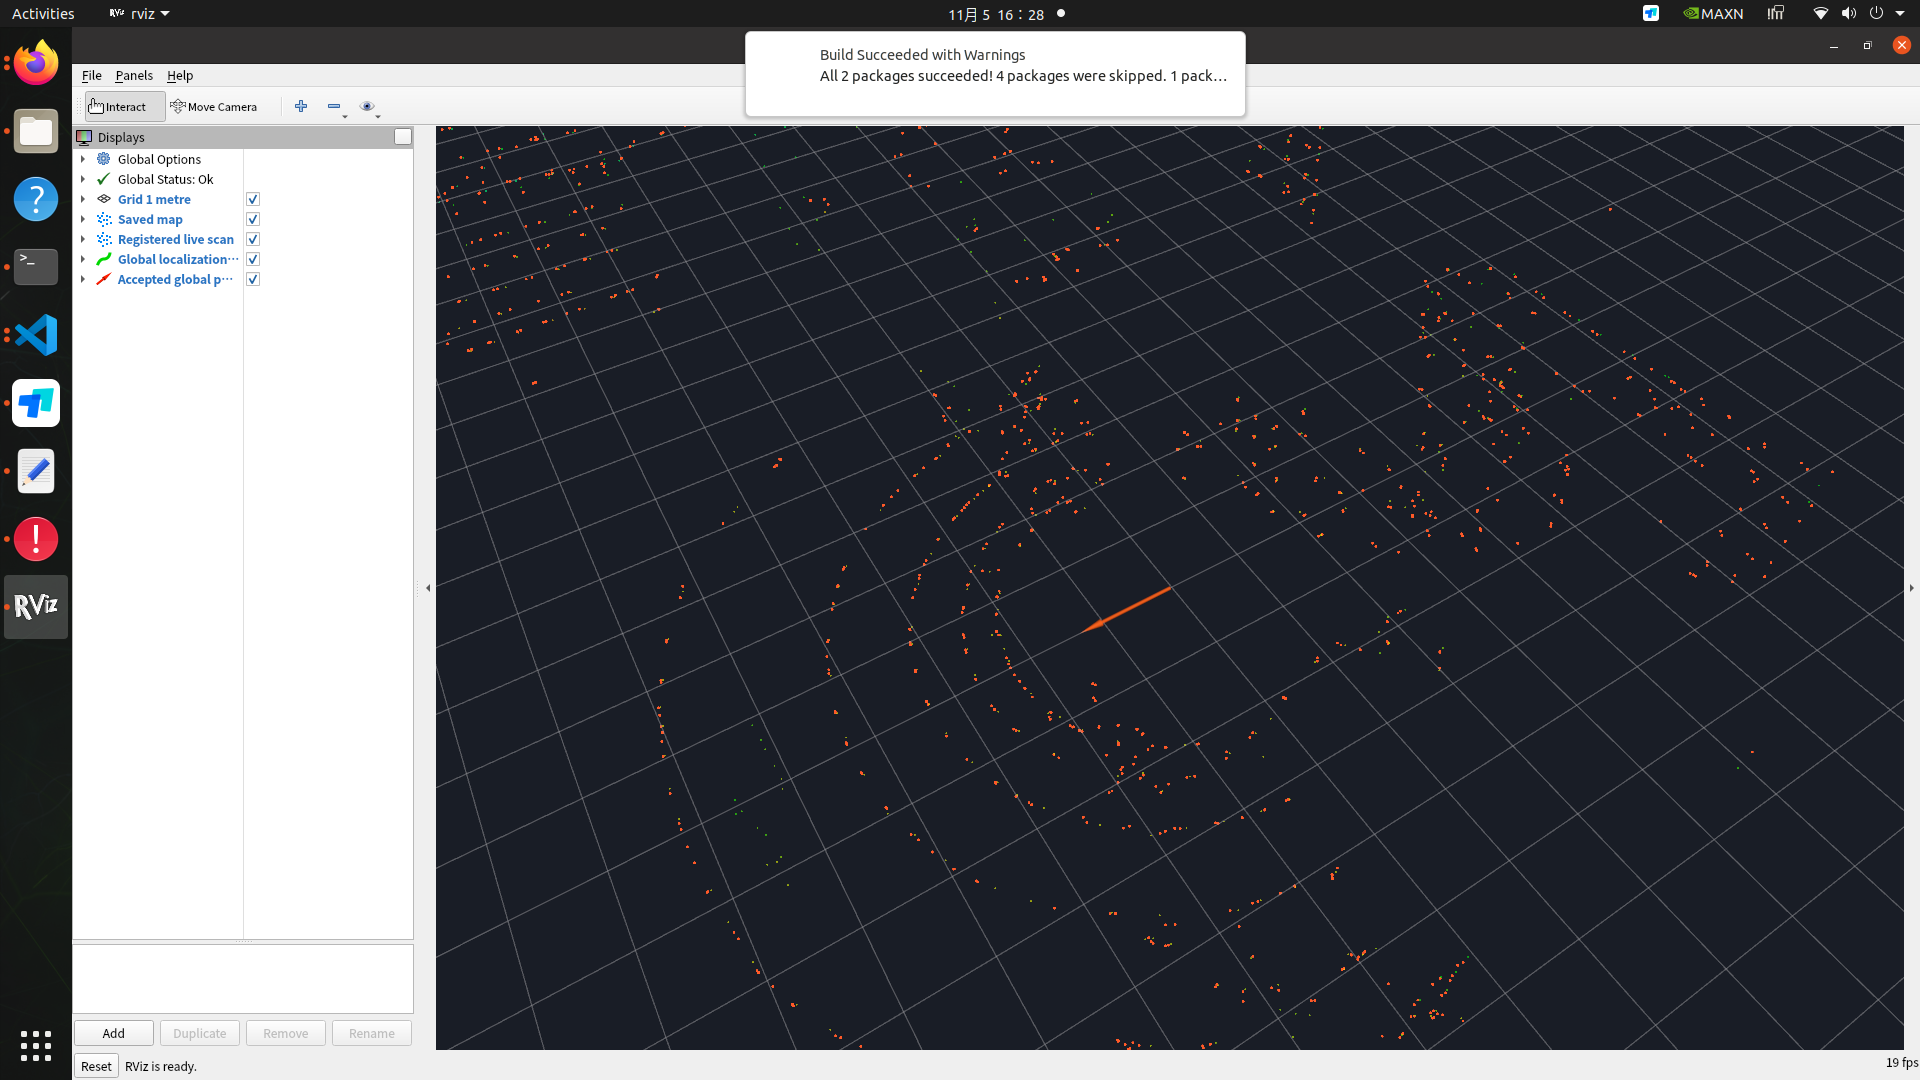 Activities
RViz
rviz
11月 5 16：28
MAXN
Build Succeeded with Warnings
All 2 packages succeeded! 4 packages were skipped. 1 pack…
File
Panels
Help
Interact
Move Camera
Displays
Global Options
Global Status: Ok
Grid 1 metre
Saved map
Registered live scan
Global localization…
Accepted global p…
RViz
Add
Duplicate
Remove
Rename
Reset
RViz is ready.
19 fps